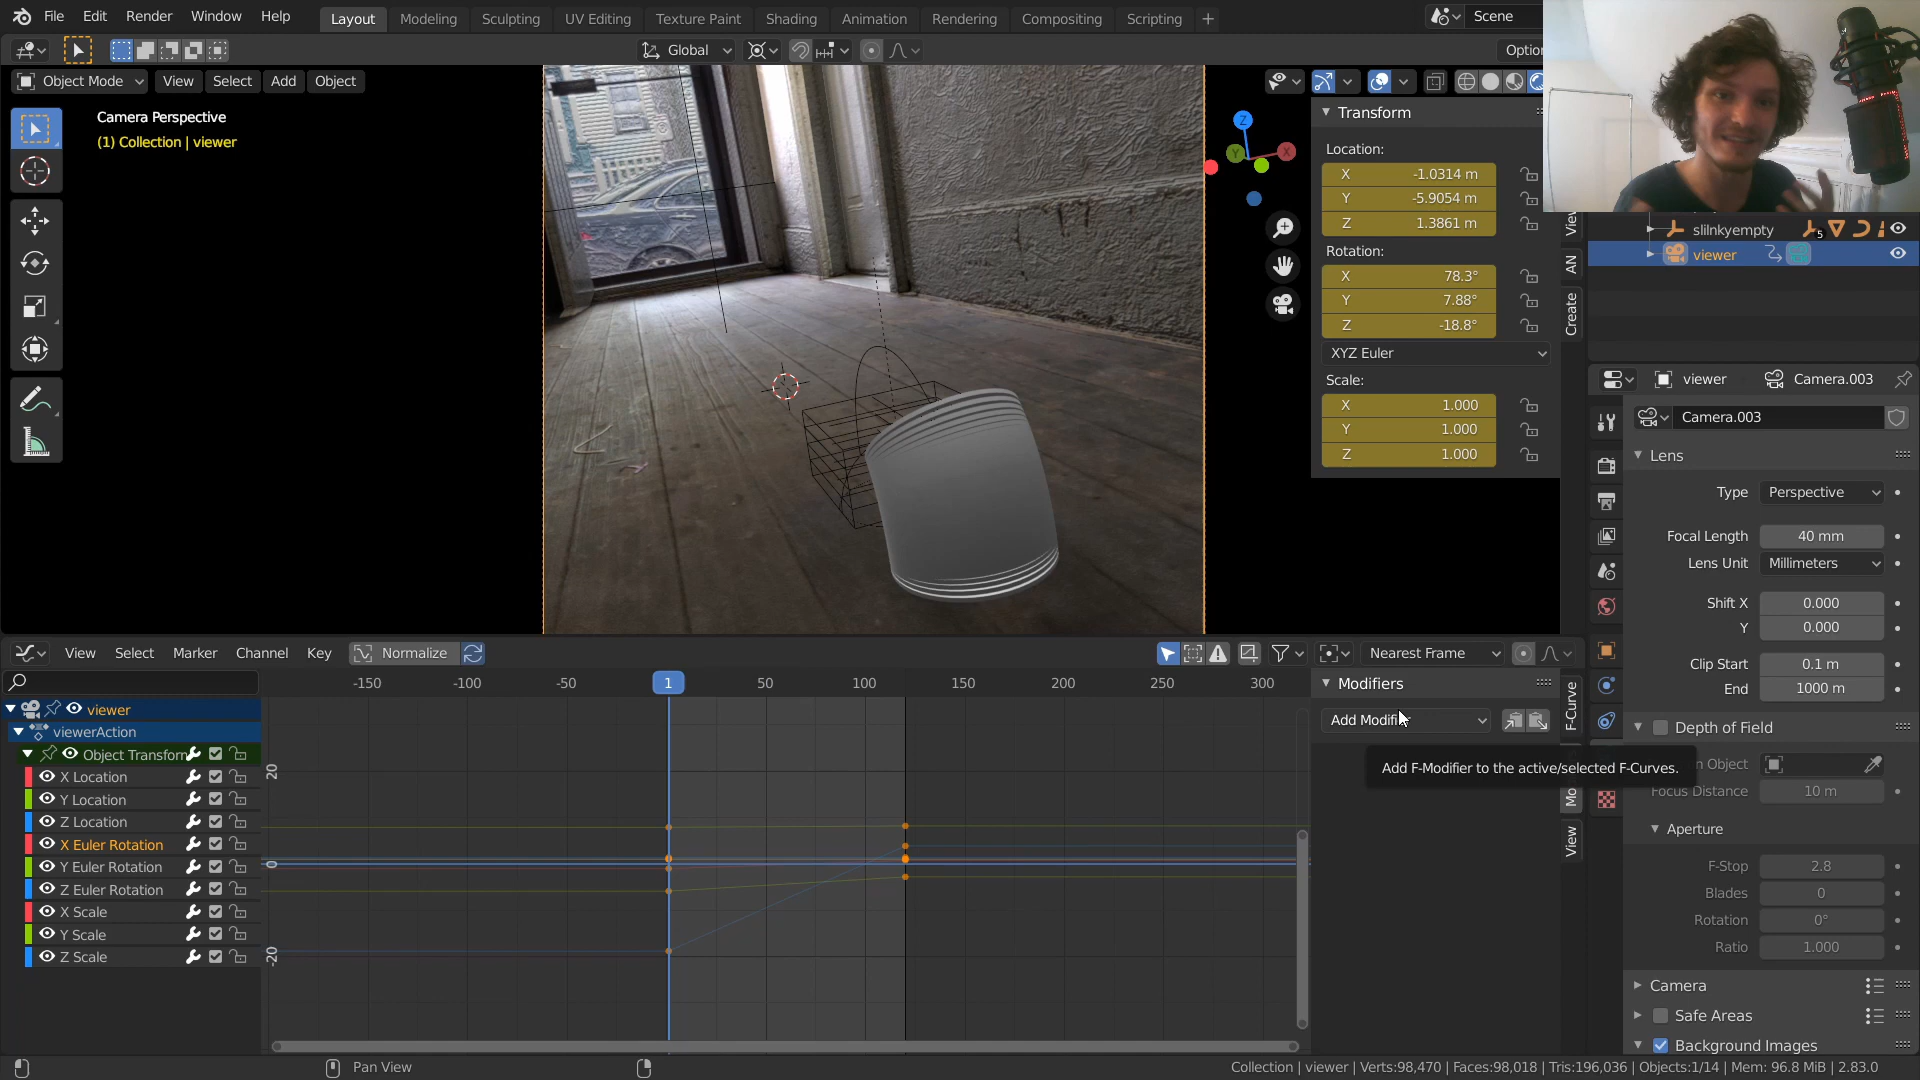 File Edit Render Window Help Layout Modeling Sculpting UV Editing Texture Paint Shading Animation Rendering Compositing Scripting + Scene
Global
Object Mode View Select Add Object
Camera Perspective
(1) Collection | viewer
Z
Y
X
Transform
Location:
X -1.0314 m
Y -5.9054 m
Z 1.3861 m
Rotation:
X 78.3°
Y 7.88°
Z -18.8°
XYZ Euler
Scale:
X 1.000
Y 1.000
Z 1.000
AN
Create
slilnkyempty 5
viewer
viewer Camera.003
Camera.003
Lens
Type Perspective
Focal Length 40 mm
Lens Unit Millimeters
Shift X 0.000
Y 0.000
Clip Start 0.1 m
End 1000 m
Depth of Field
Object
Focus Distance 10 m
Aperture
F-Stop 2.8
Blades 0
Rotation 0°
Ratio 1.000
Camera
Safe Areas
Background Images
View Select Marker Channel Key Normalize Nearest Frame
-150 -100 -50 1 50 100 150 200 250 300
20
0
-20
viewer
viewerAction
Object Transform
X Location
Y Location
Z Location
X Euler Rotation
Y Euler Rotation
Z Euler Rotation
X Scale
Y Scale
Z Scale
Modifiers
Add Modifie
Add F-Modifier to the active/selected F-Curves.
F-Curve
View
Pan View
Collection | viewer | Verts:98,470 | Faces:98,018 | Tris:196,036 | Objects:1/14 | Mem: 96.8 MiB | 2.83.0